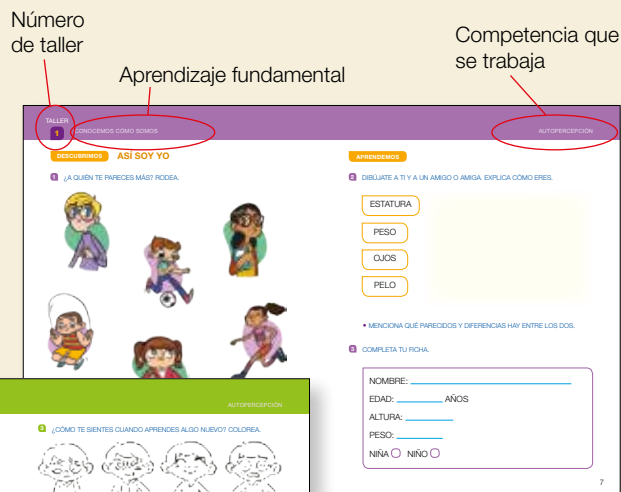 Número
de taller
Aprendizaje fundamental
Competencia que
se trabaja
TALLER
1
CONOCEMOS CÓMO SOMOS
AUTOPERCEPCIÓN
DESCUBRIMOS ASÍ SOY YO
1 ¿A QUIÉN TE PARECES MÁS? RODEA.
APRENDEMOS
2 DIBÚJATE A TI Y A UN AMIGO O AMIGA. EXPLICA CÓMO ERES.
ESTATURA
PESO
OJOS
PELO
• MENCIONA QUÉ PARECIDOS Y DIFERENCIAS HAY ENTRE LOS DOS.
3 COMPLETA TU FICHA.
NOMBRE:
EDAD: AÑOS
ALTURA:
PESO:
NIÑA NIÑO
7
AUTOPERCEPCIÓN
3 ¿CÓMO TE SIENTES CUANDO APRENDES ALGO NUEVO? COLOREA.